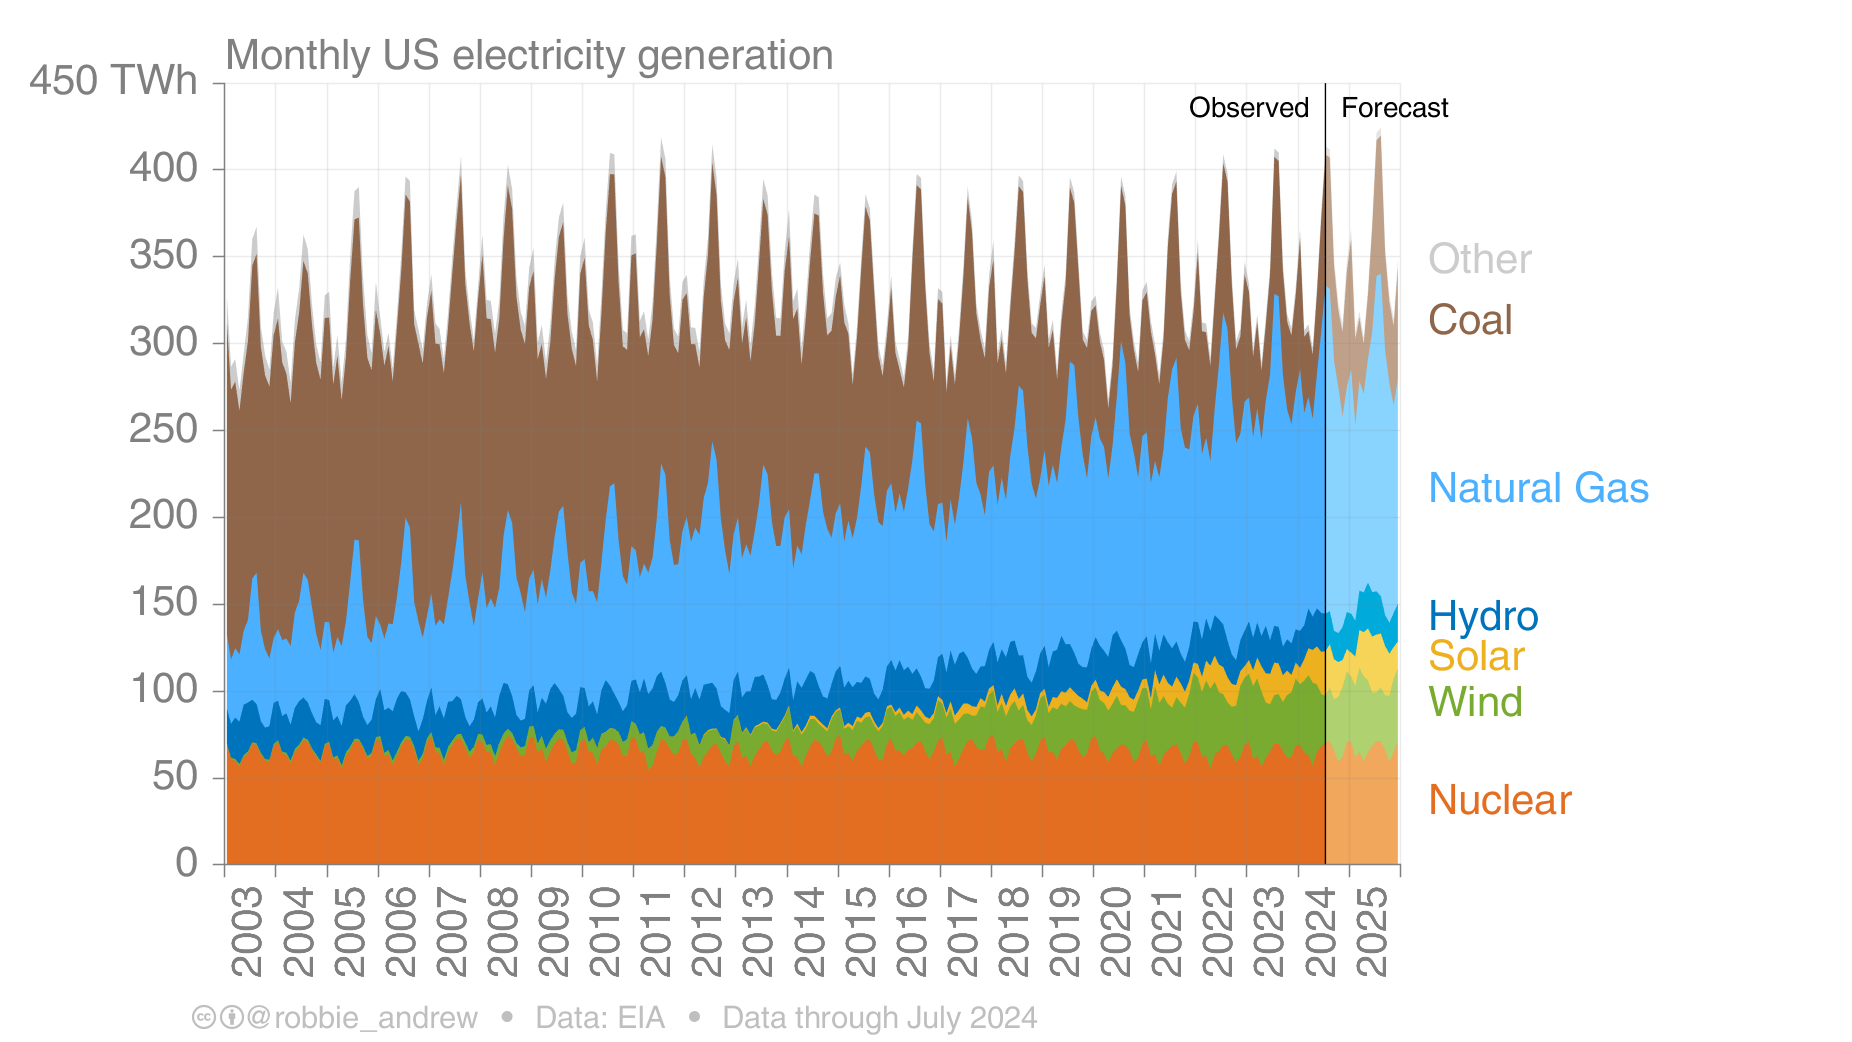 Monthly US electricity generation
450 TWh
Observed
Forecast
400
350
300
250
200
150
100
50
0
Other
Coal
Natural Gas
Hydro
Solar
Wind
Nuclear
2003
2004
2005
2006
2007
2008
2009
2010
2011
2012
2013
2014
2015
2016
2017
2018
2019
2020
2021
2022
2023
2024
2025
cc @robbie_andrew • Data: EIA • Data through July 2024